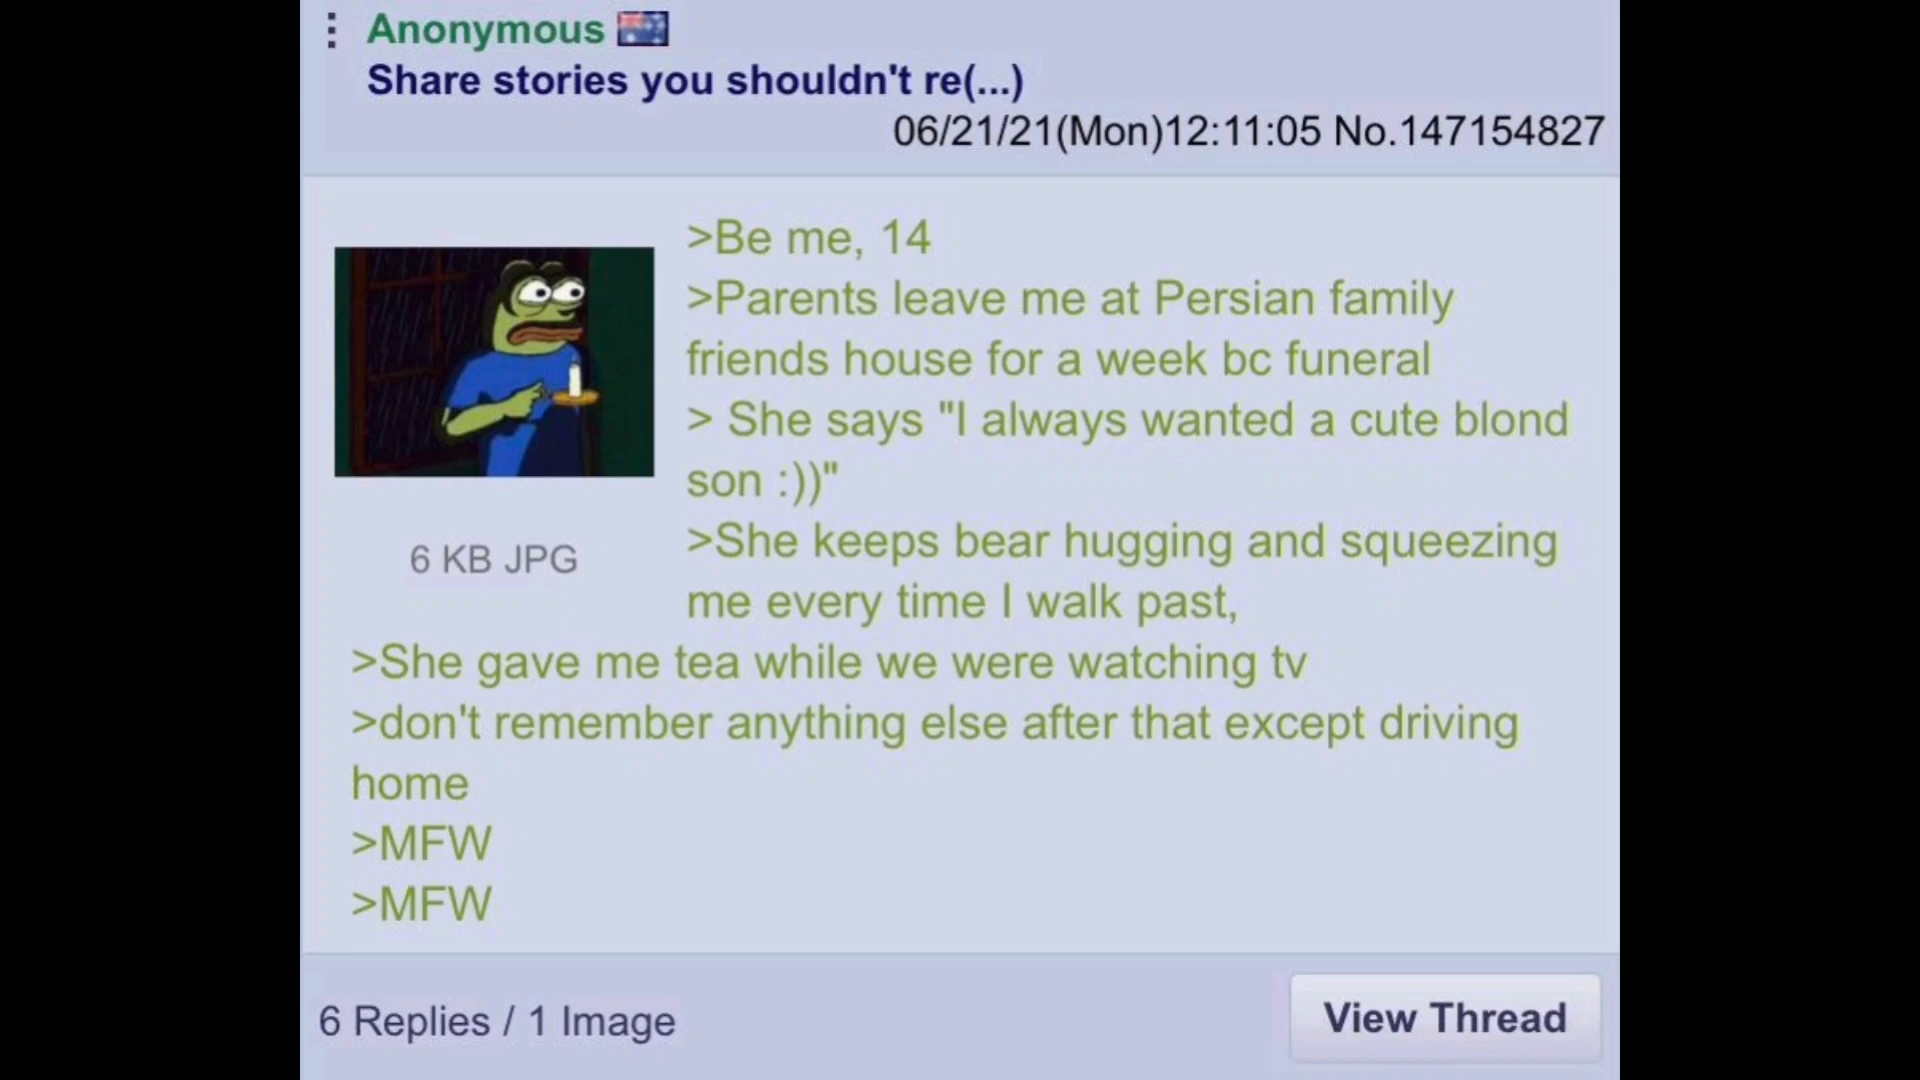 Anonymous
Share stories you shouldn't re(...)
06/21/21(Mon)12:11:05 No.147154827
>Be me, 14
>Parents leave me at Persian family
friends house for a week bc funeral
> She says "I always wanted a cute blond
son :))"
>She keeps bear hugging and squeezing
me every time I walk past,
6 KB JPG
>She gave me tea while we were watching tv
>don't remember anything else after that except driving
home
>MFW
>MFW
6 Replies / 1 Image
View Thread